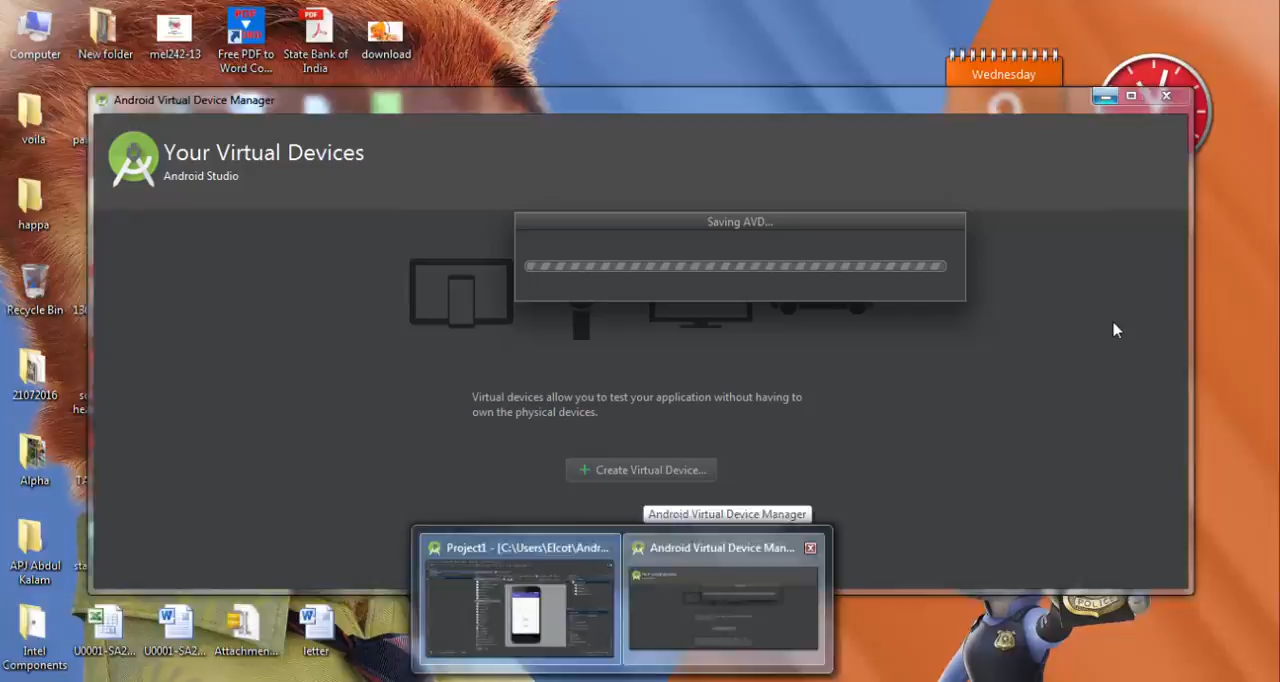 Computer
New folder
mel242-13
Free PDF to
Word Co...
State Bank of
India
download
Wednesday
Android Virtual Device Manager
voila
Your Virtual Devices
Android Studio
happa
Saving AVD...
Recycle Bin
21072016
Virtual devices allow you to test your application without having to
own the physical devices.
Create Virtual Device...
Alpha
Android Virtual Device Manager
Project1 - [C:\Users\Elcot\Andr...
Android Virtual Device Man...
APJ Abdul
Kalam
Intel
Components
U0001-SA2...
U0001-SA2...
Attachmen...
letter
POLICE